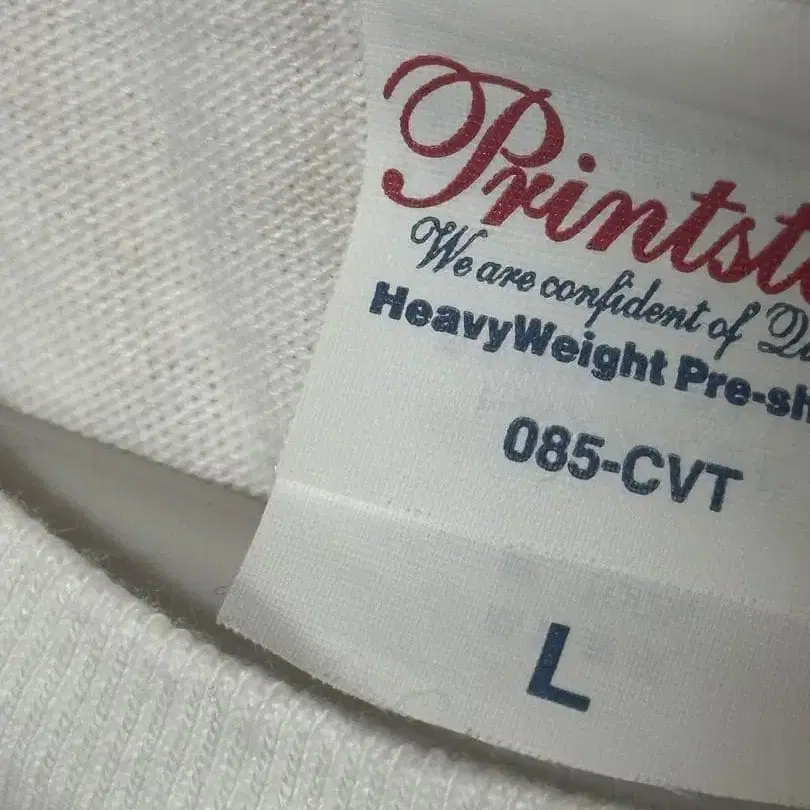 Printst
We are confident of
HeavyWeight Pre-sh
085-CVT
L